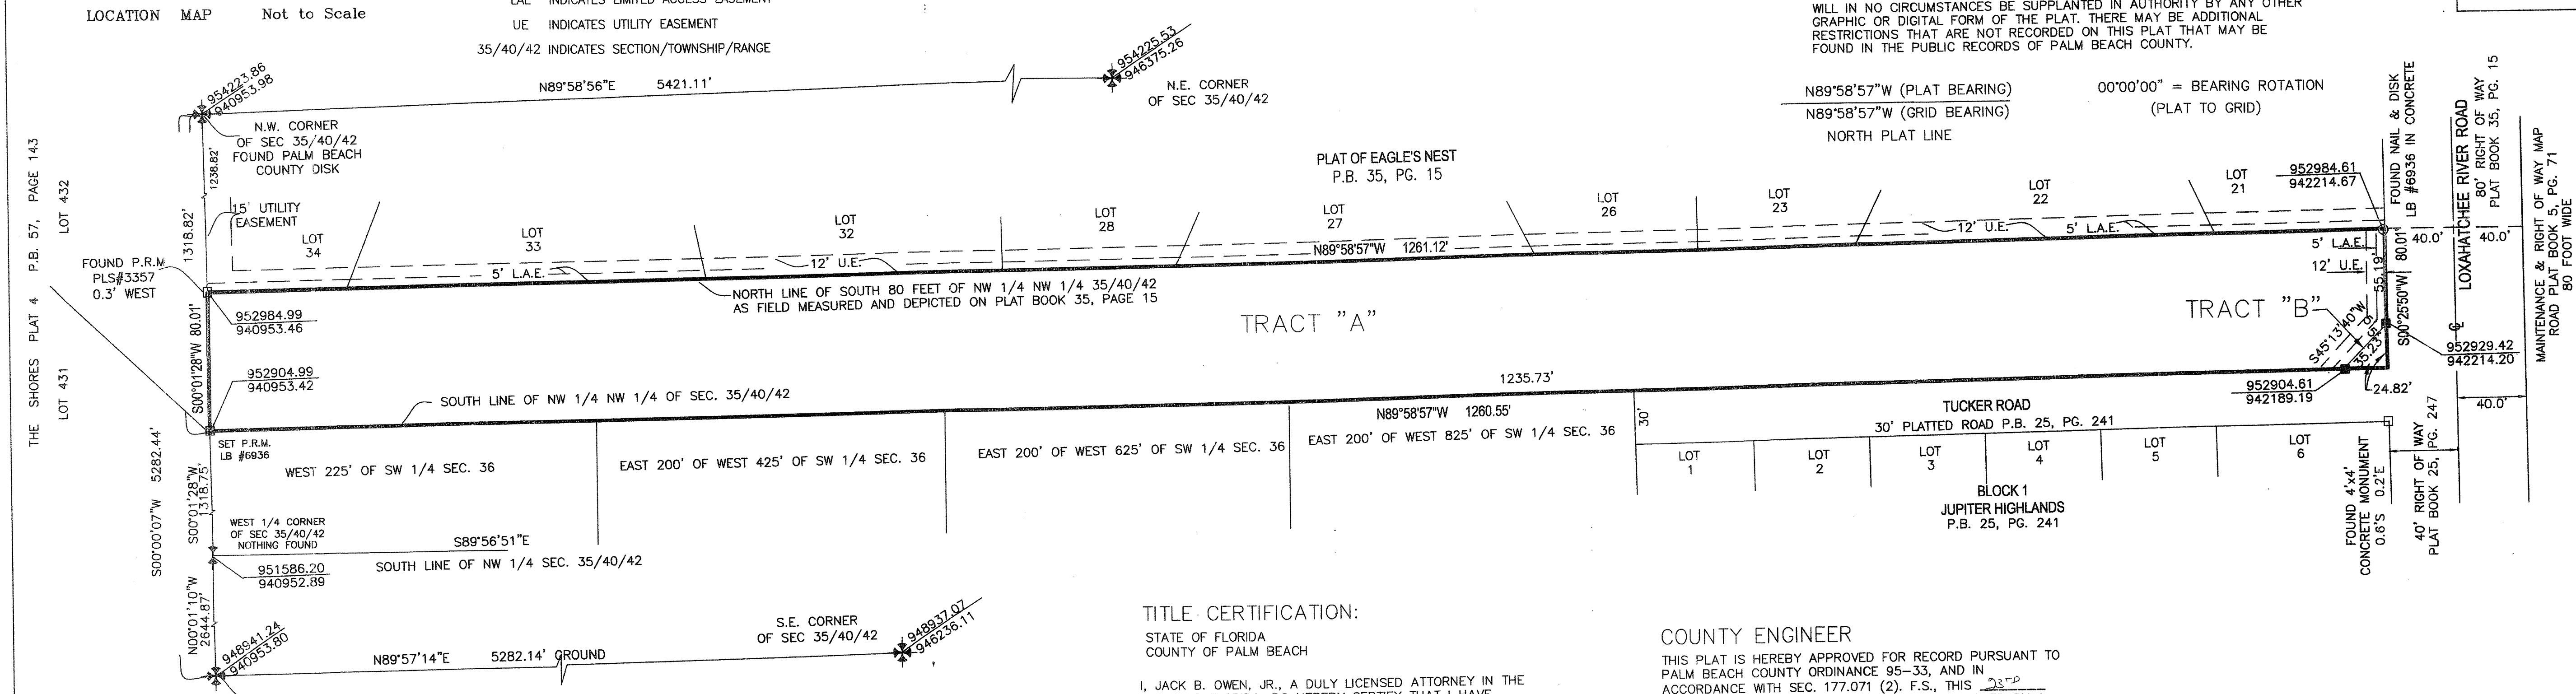 LOCATION MAP Not to Scale
LAE INDICATES LIMITED ACCESS EASEMENT
UE INDICATES UTILITY EASEMENT
35/40/42 INDICATES SECTION/TOWNSHIP/RANGE
WILL IN NO CIRCUMSTANCES BE SUPPLANTED IN AUTHORITY BY ANY OTHER
GRAPHIC OR DIGITAL FORM OF THE PLAT. THERE MAY BE ADDITIONAL
RESTRICTIONS THAT ARE NOT RECORDED ON THIS PLAT THAT MAY BE
FOUND IN THE PUBLIC RECORDS OF PALM BEACH COUNTY.
954223.86
940953.98
N89°58'56"E 5421.11'
954225.53
946375.26
N.E. CORNER
OF SEC 35/40/42
N.W. CORNER
OF SEC 35/40/42
FOUND PALM BEACH
COUNTY DISK
N89°58'57"W (PLAT BEARING)
N89°58'57"W (GRID BEARING)
NORTH PLAT LINE
00°00'00" = BEARING ROTATION
(PLAT TO GRID)
THE SHORES PLAT 4 P.B. 57, PAGE 143
LOT 432
LOT 431
1238.82'
1318.82'
15' UTILITY
EASEMENT
PLAT OF EAGLE'S NEST
P.B. 35, PG. 15
LOT
34
LOT
33
LOT
32
LOT
28
LOT
27
LOT
26
LOT
23
LOT
22
LOT
21
952984.61
942214.67
FOUND NAIL & DISK
LB #6936 IN CONCRETE
LOXAHATCHEE RIVER ROAD
80' RIGHT OF WAY
PLAT BOOK 35, PG. 15
MAINTENANCE & RIGHT OF WAY MAP
ROAD PLAT BOOK 5, PG. 71
80 FOOT WIDE
FOUND P.R.M
PLS#3357
0.3' WEST
5' L.A.E.
12' U.E.
N89°58'57"W 1261.12'
12' U.E.
5' L.A.E.
5' L.A.E.
12' U.E.
40.0'
40.0'
NORTH LINE OF SOUTH 80 FEET OF NW 1/4 NW 1/4 35/40/42
AS FIELD MEASURED AND DEPICTED ON PLAT BOOK 35, PAGE 15
952984.99
940953.46
S00°01'28"W 80.01'
TRACT "A"
TRACT "B"
55.19'
S00°25'50"W 80.01'
S45°13'40"W
35.23'
952929.42
942214.20
952904.99
940953.42
1235.73'
952904.61
942189.19
24.82'
40.0'
SOUTH LINE OF NW 1/4 NW 1/4 OF SEC. 35/40/42
N89°58'57"W 1260.55'
30'
TUCKER ROAD
30' PLATTED ROAD P.B. 25, PG. 241
SET P.R.M.
LB #6936
WEST 225' OF SW 1/4 SEC. 36
EAST 200' OF WEST 425' OF SW 1/4 SEC. 36
EAST 200' OF WEST 625' OF SW 1/4 SEC. 36
EAST 200' OF WEST 825' OF SW 1/4 SEC. 36
LOT
1
LOT
2
LOT
3
LOT
4
LOT
5
LOT
6
BLOCK 1
JUPITER HIGHLANDS
P.B. 25, PG. 241
FOUND 4'x4'
CONCRETE MONUMENT
0.6'S 0.2'E
40' RIGHT OF WAY
PLAT BOOK 25, PG. 247
S00°00'07"W 5282.44'
S00°01'28"W
1318.75'
WEST 1/4 CORNER
OF SEC 35/40/42
NOTHING FOUND
S89°56'51"E
951586.20
940952.89
SOUTH LINE OF NW 1/4 SEC. 35/40/42
N00°01'10"W
2644.87'
948941.24
940953.80
N89°57'14"E 5282.14' GROUND
S.E. CORNER
OF SEC 35/40/42
948937.07
946236.11
TITLE CERTIFICATION:
STATE OF FLORIDA
COUNTY OF PALM BEACH
I, JACK B. OWEN, JR., A DULY LICENSED ATTORNEY IN THE
COUNTY ENGINEER
THIS PLAT IS HEREBY APPROVED FOR RECORD PURSUANT TO
PALM BEACH COUNTY ORDINANCE 95-33, AND IN
ACCORDANCE WITH SEC. 177.071 (2). F.S., THIS